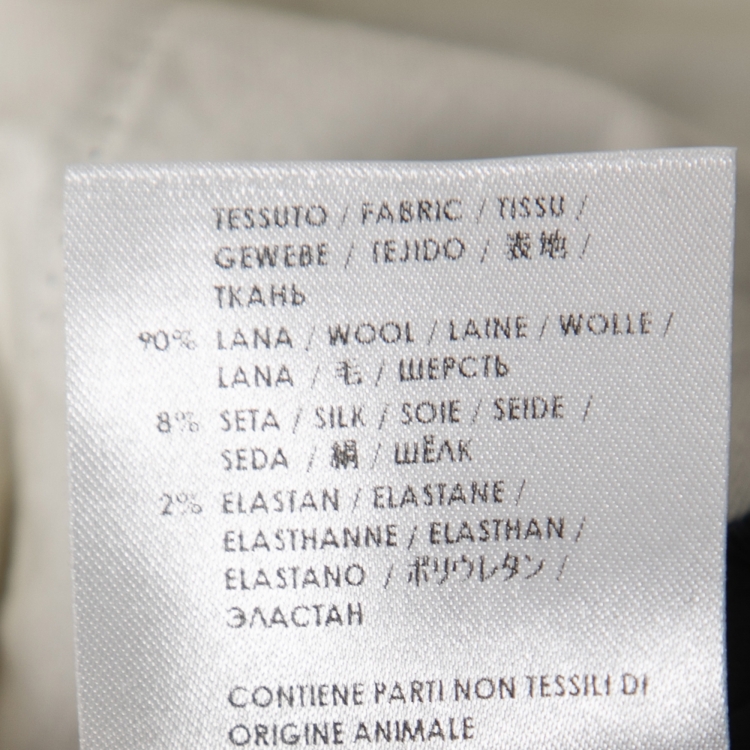 TESSUTO / FABRIC / TISSU /
GEWEBE / TEJIDO / 表地 /
ТКАНЬ
90% LANA / WOOL / LAINE / WOLLE /
LANA / 毛 / ШЕРСТЬ
8% SETA / SILK / SOIE / SEIDE /
SEDA / 絹 / ШЁЛК
2% ELASTAN / ELASTANE /
ELASTHANNE / ELASTHAN /
ELASTANO / ポリウレタン /
ЭЛАСТАН
CONTIENE PARTI NON TESSILI DI
ORIGINE ANIMALE